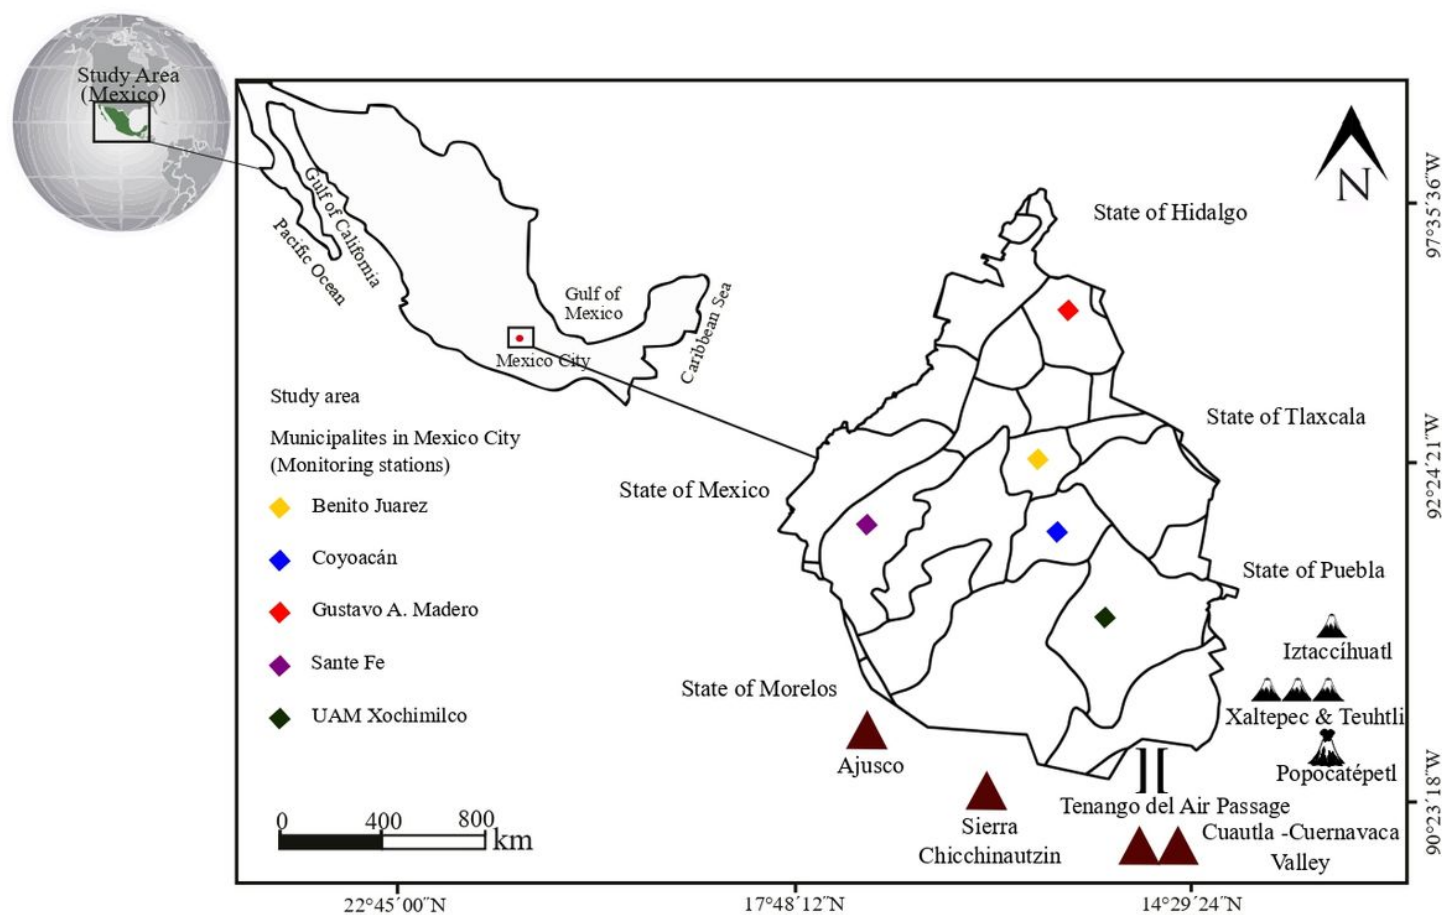 Study Area
(Mexico)
Gulf of California
Pacific Ocean
Gulf of
Mexico
Caribbean Sea
Mexico City
N
State of Hidalgo
State of Tlaxcala
State of Mexico
State of Puebla
State of Morelos
Study area
Municipalites in Mexico City
(Monitoring stations)
Benito Juarez
Coyoacán
Gustavo A. Madero
Sante Fe
UAM Xochimilco
0 400 800 km
Iztaccíhuatl
Xaltepec & Teuhtli
Popocatépetl
Ajusco
Sierra
Chicchinautzin
Tenango del Air Passage
Cuautla -Cuernavaca
Valley
97°35´36˝W
92°24´21˝W
90°23´18˝W
22°45´00˝N
17°48´12˝N
14°29´24˝N